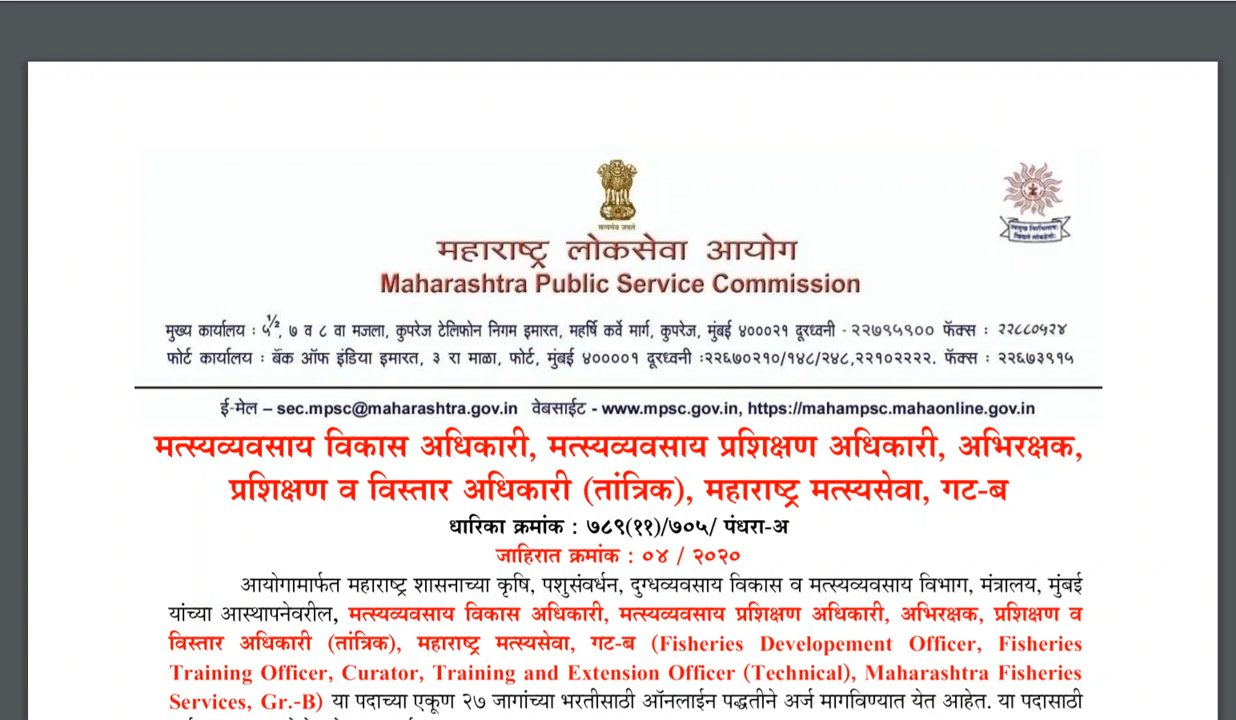 सत्यमेव जयते
महाराष्ट्र लोकसेवा आयोग
Maharashtra Public Service Commission
मुख्य कार्यालय : ५ १/२, ७ व ८ वा मजला, कुपरेज टेलिफोन निगम इमारत, महर्षि कर्वे मार्ग, कुपरेज, मुंबई ४०००२१ दूरध्वनी - २२७९५९०० फॅक्स : २२८८०५२४
फोर्ट कार्यालय : बॅंक ऑफ इंडिया इमारत, ३ रा माळा, फोर्ट, मुंबई ४००००१ दूरध्वनी :२२६७०२१०/१४८/२४८,२२१०२२२२. फॅक्स : २२६७३९१५
ई-मेल – sec.mpsc@maharashtra.gov.in वेबसाईट - www.mpsc.gov.in, https://mahampsc.mahaonline.gov.in
मत्स्यव्यवसाय विकास अधिकारी, मत्स्यव्यवसाय प्रशिक्षण अधिकारी, अभिरक्षक,
प्रशिक्षण व विस्तार अधिकारी (तांत्रिक), महाराष्ट्र मत्स्यसेवा, गट-ब
धारिका क्रमांक : ७८९(११)/७०५/ पंधरा-अ
जाहिरात क्रमांक : ०४ / २०२०
आयोगामार्फत महाराष्ट्र शासनाच्या कृषि, पशुसंवर्धन, दुग्धव्यवसाय विकास व मत्स्यव्यवसाय विभाग, मंत्रालय, मुंबई
यांच्या आस्थापनेवरील, मत्स्यव्यवसाय विकास अधिकारी, मत्स्यव्यवसाय प्रशिक्षण अधिकारी, अभिरक्षक, प्रशिक्षण व
विस्तार अधिकारी (तांत्रिक), महाराष्ट्र मत्स्यसेवा, गट-ब (Fisheries Developement Officer, Fisheries
Training Officer, Curator, Training and Extension Officer (Technical), Maharashtra Fisheries
Services, Gr.-B) या पदाच्या एकूण २७ जागांच्या भरतीसाठी ऑनलाईन पद्धतीने अर्ज मागविण्यात येत आहेत. या पदासाठी